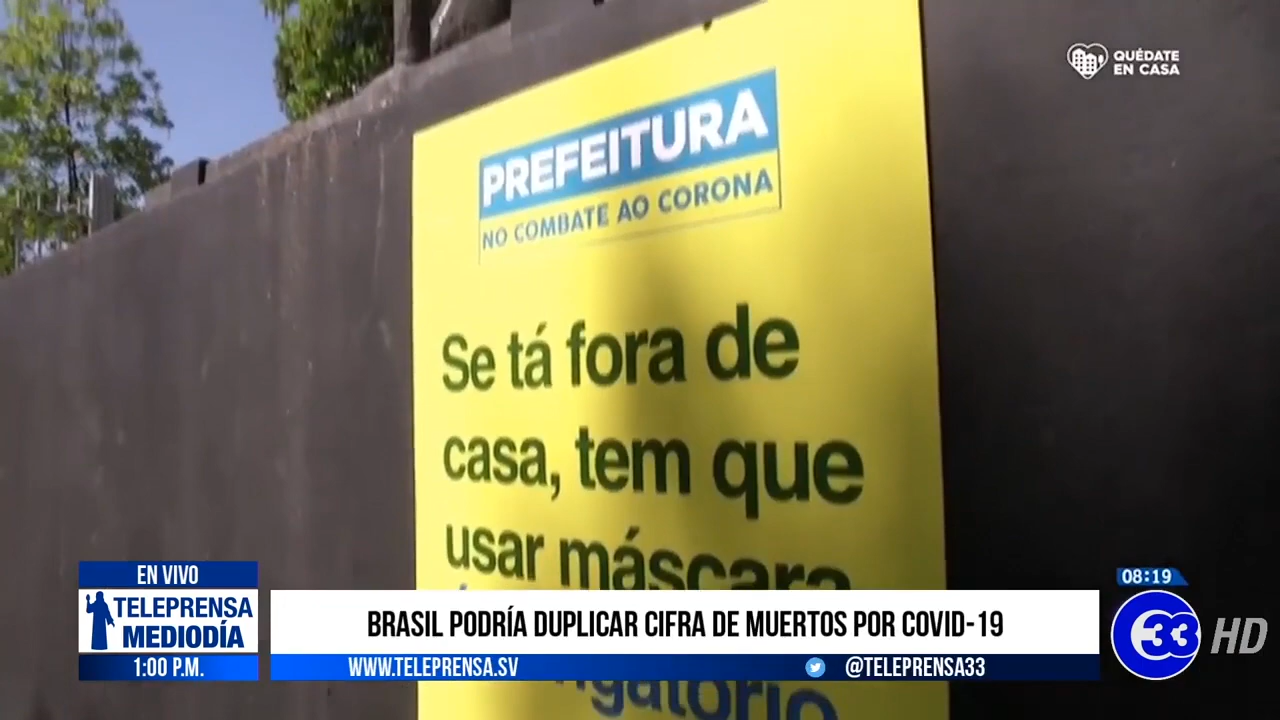 QUÉDATE
EN CASA
PREFEITURA
NO COMBATE AO CORONA
Se tá fora de
casa, tem que
usar máscara
EN VIVO
TELEPRENSA
MEDIODÍA
1:00 P.M.
BRASIL PODRÍA DUPLICAR CIFRA DE MUERTOS POR COVID-19
WWW.TELEPRENSA.SV
@TELEPRENSA33
08:19
33 HD